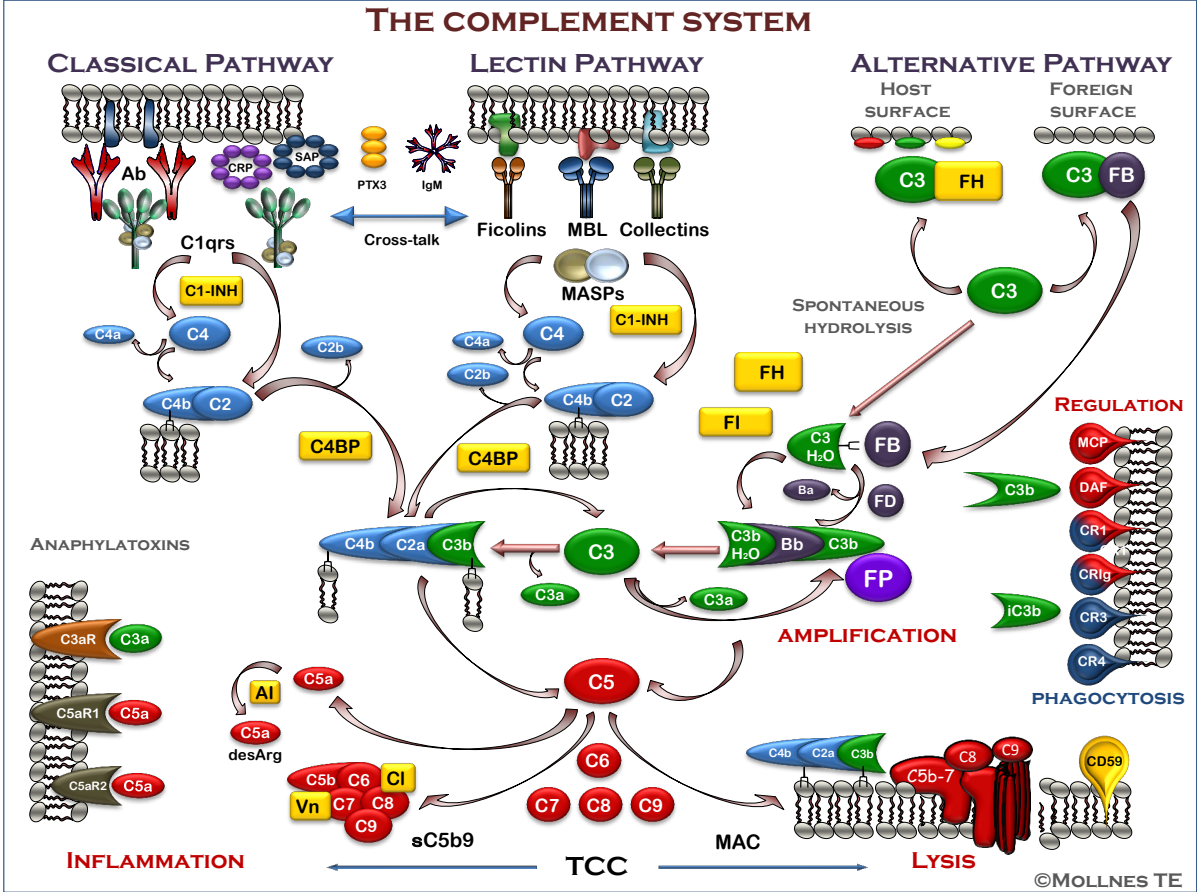 THE COMPLEMENT SYSTEM
CLASSICAL PATHWAY
LECTIN PATHWAY
ALTERNATIVE PATHWAY
HOST
SURFACE
FOREIGN
SURFACE
Ab
CRP
SAP
PTX3
IgM
Cross-talk
C1qrs
Ficolins
MBL
Collectins
MASPs
C3
FH
C3
FB
C3
SPONTANEOUS
HYDROLYSIS
C1-INH
C4a
C4
C2b
C4b
C2
C4BP
C1-INH
C4a
C4
C2b
C4b
C2
C4BP
FH
FI
C3
H₂O
FB
Ba
FD
REGULATION
MCP
DAF
CR1
CRIg
CR3
CR4
C3b
iC3b
PHAGOCYTOSIS
C4b
C2a
C3b
C3
C3a
C3a
C3b
H₂O
Bb
C3b
FP
AMPLIFICATION
ANAPHYLATOXINS
C3aR
C3a
C5aR1
C5a
C5aR2
C5a
INFLAMMATION
C5a
AI
C5a
desArg
C5
C5b
C6
CI
Vn
C7
C8
C9
sC5b9
C6
C7
C8
C9
TCC
MAC
C4b
C2a
C3b
C5b-7
C8
C9
CD59
LYSIS
©MOLLNES TE